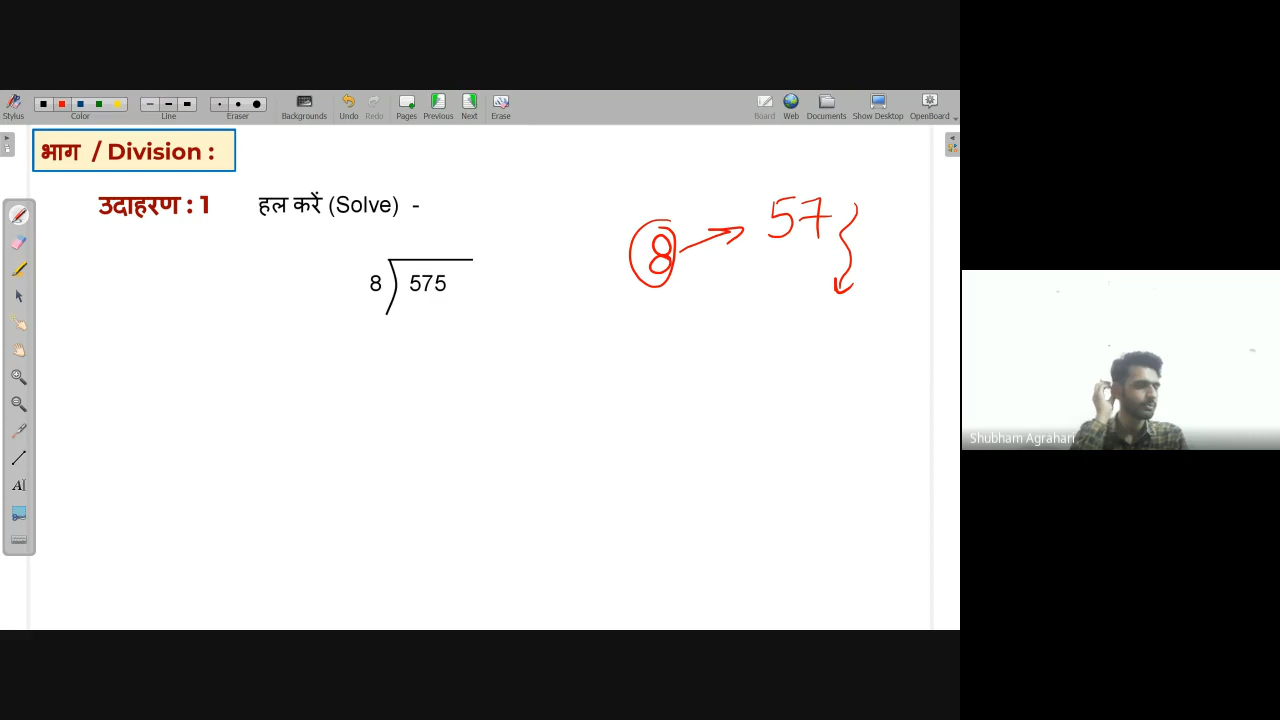 Stylus
Color
Line
Eraser
Backgrounds
Undo
Redo
Pages
Previous
Next
Erase
Board
Web
Documents
Show Desktop
OpenBoard
भाग / Division :
उदाहरण : 1 हल करें (Solve) -
8 → 57
8 575
Shubham Agrahari